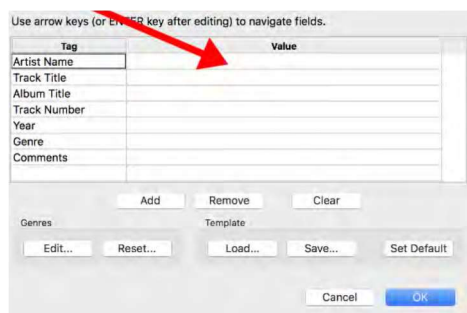 Use arrow keys (or ENTER key after editing) to navigate fields.
Tag Value
Artist Name
Track Title
Album Title
Track Number
Year
Genre
Comments
Add Remove Clear
Genres Template
Edit... Reset... Load... Save... Set Default
Cancel OK